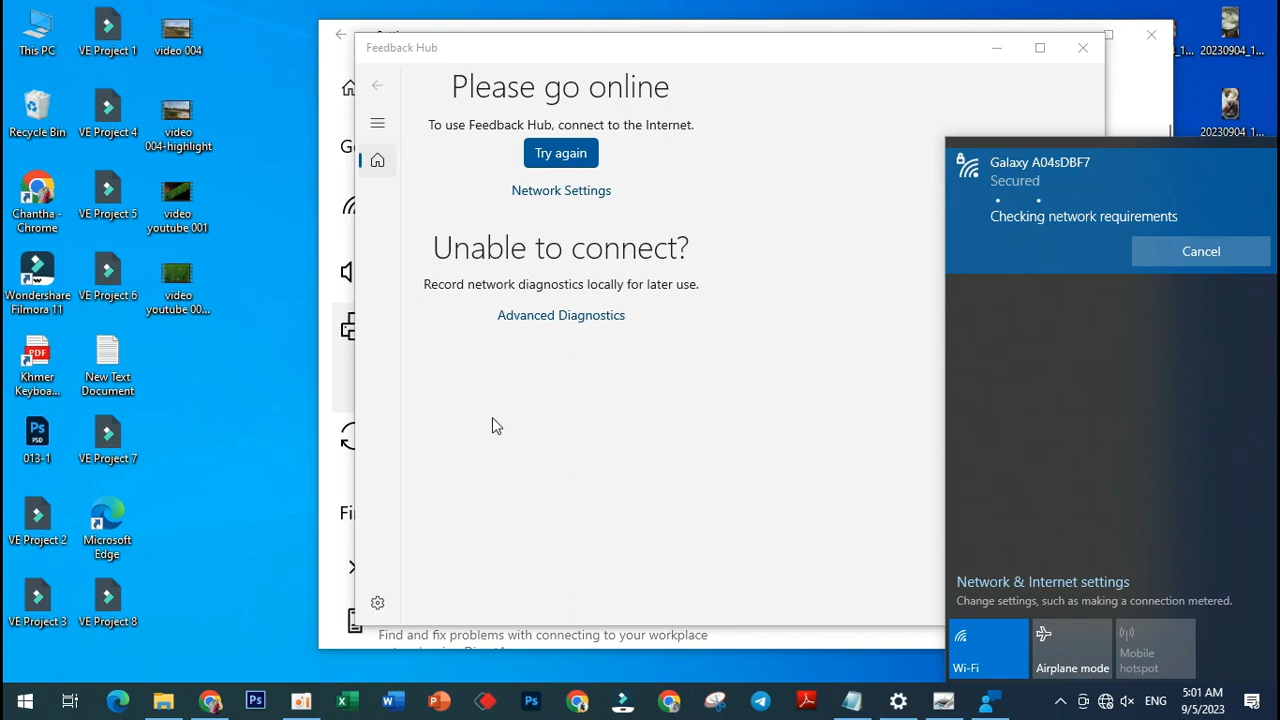 This PC
VE Project 1
video 004
Recycle Bin
VE Project 4
video
004-highlight
Chantha -
Chrome
VE Project 5
video
youtube 001
Wondershare
Filmora 11
VE Project 6
video
youtube 00...
Khmer
Keyboa...
New Text
Document
PDF
013-1
Ps
PSD
VE Project 7
VE Project 2
Microsoft
Edge
VE Project 3
VE Project 8
Feedback Hub
Please go online
To use Feedback Hub, connect to the Internet.
Try again
Network Settings
Unable to connect?
Record network diagnostics locally for later use.
Advanced Diagnostics
Find and fix problems with connecting to your workplace
20230904_1...
20230904_1...
Galaxy A04sDBF7
Secured
Checking network requirements
Cancel
Network & Internet settings
Change settings, such as making a connection metered.
Wi-Fi
Airplane mode
Mobile
hotspot
Ps
Ps
ENG
5:01 AM
9/5/2023